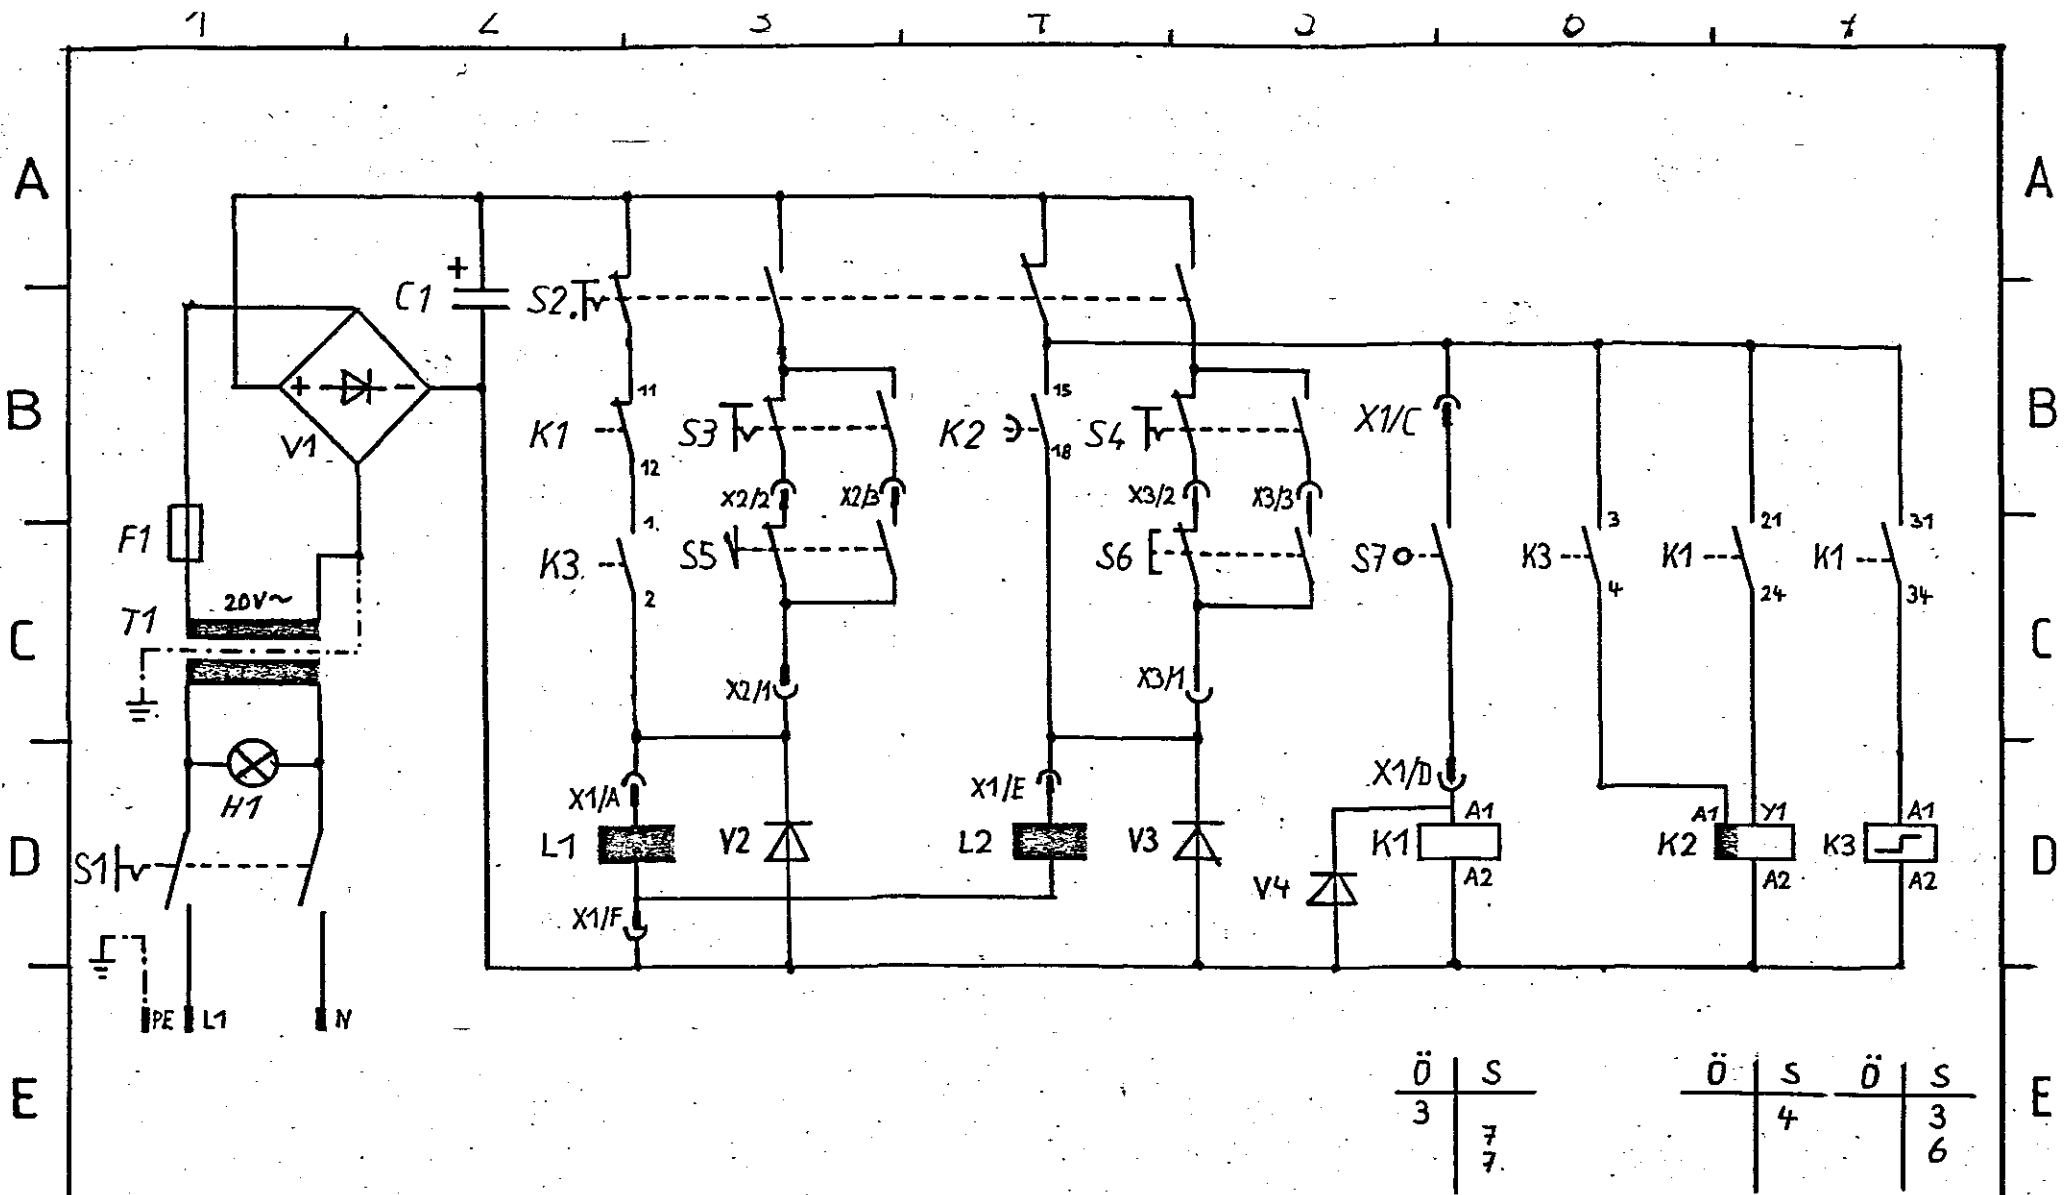 1 2 3 4 5 6 7
A A
+
C1 S2
B B
+ - V1
11 K1 12
S3
K2 15 18
S4
X1/C
X2/2 X2/3
X3/2 X3/3
F1
1 K3 2
S5
S6
S7
K3 3 4
K1 21 24
K1 31 34
20V~
T1
C C
X2/1
X3/1
H1
X1/A
X1/E
X1/D
D D
S1
L1
V2
L2
V3
V4
K1 A1 A2
K2 A1 Y1 A2
K3 A1 A2
X1/F
PE L1 N
E E
Ö S Ö S Ö S
3 4 3
7 6
7